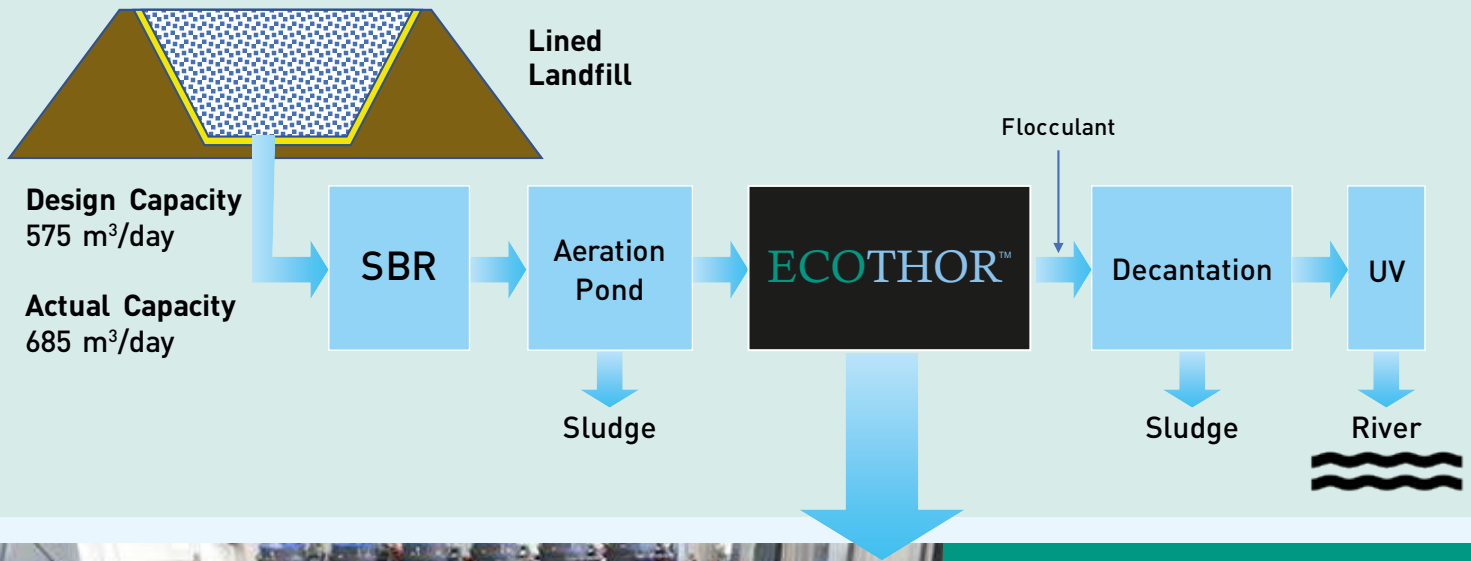 Lined
Landfill
Flocculant
Design Capacity
575 m³/day
Actual Capacity
685 m³/day
SBR
Aeration
Pond
ECOTHOR™
Decantation
UV
Sludge
Sludge
River